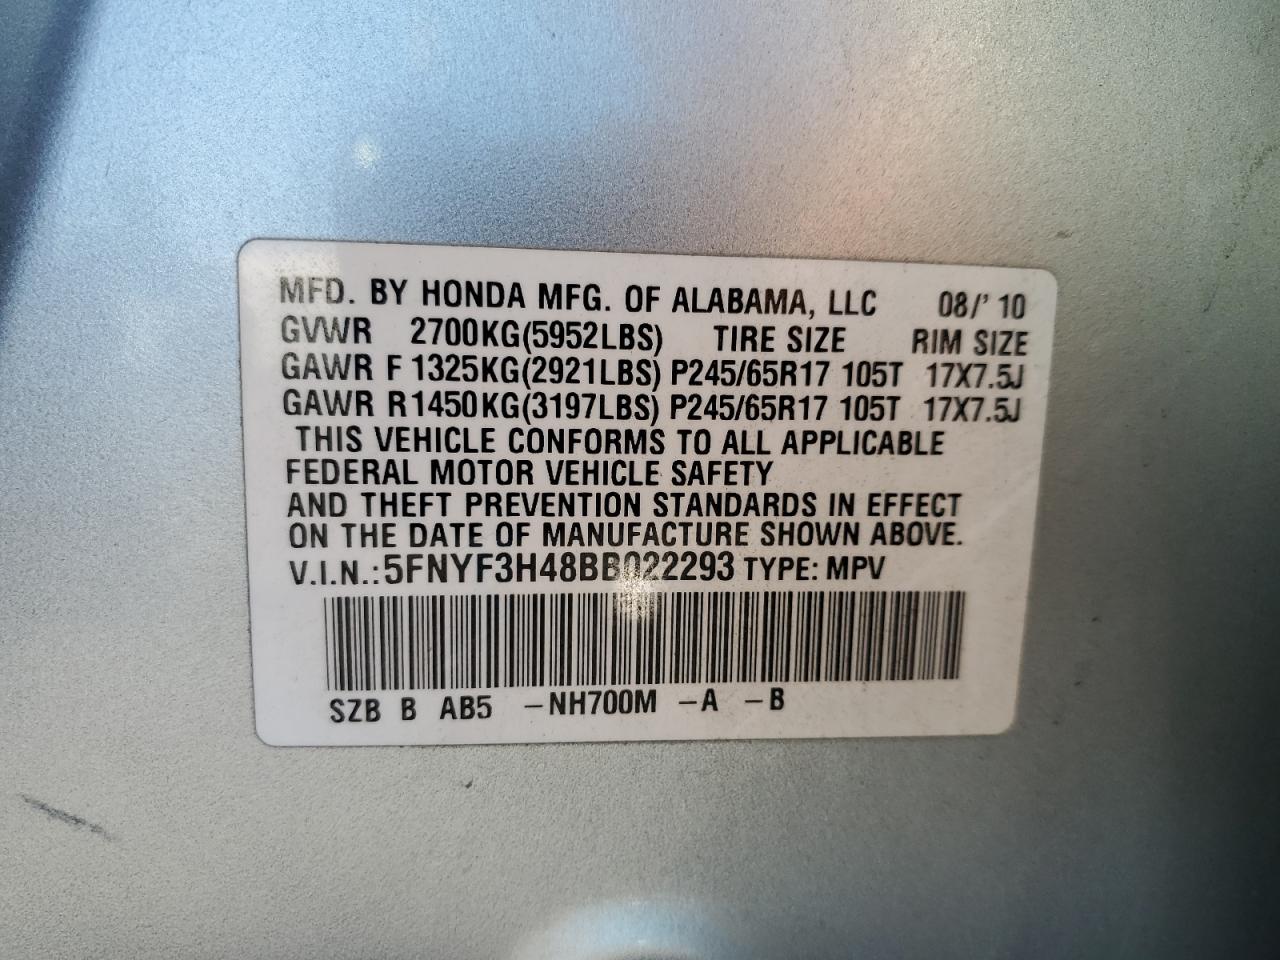 MFD. BY HONDA MFG. OF ALABAMA, LLC 08/' 10
GVWR 2700KG(5952LBS) TIRE SIZE RIM SIZE
GAWR F 1325KG(2921LBS) P245/65R17 105T 17X7.5J
GAWR R1450KG(3197LBS) P245/65R17 105T 17X7.5J
THIS VEHICLE CONFORMS TO ALL APPLICABLE
FEDERAL MOTOR VEHICLE SAFETY
AND THEFT PREVENTION STANDARDS IN EFFECT
ON THE DATE OF MANUFACTURE SHOWN ABOVE.
V.I.N.:5FNYF3H48BB022293 TYPE: MPV
SZB B AB5 -NH700M -A -B